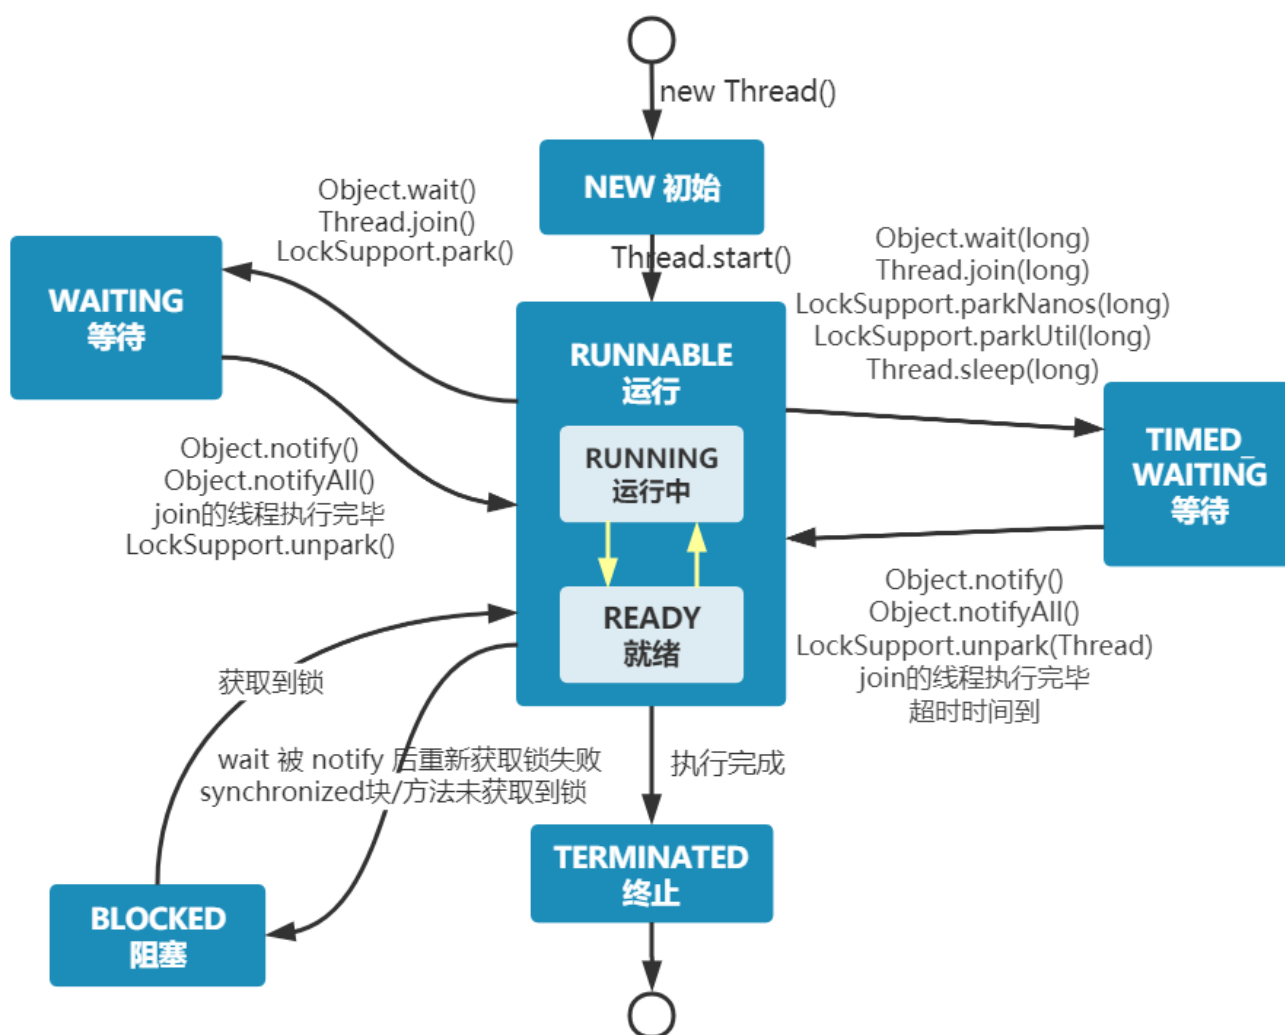 new Thread()
NEW 初始
Thread.start()
Object.wait()
Thread.join()
LockSupport.park()
WAITING
等待
Object.notify()
Object.notifyAll()
join的线程执行完毕
LockSupport.unpark()
RUNNABLE
运行
RUNNING
运行中
READY
就绪
Object.wait(long)
Thread.join(long)
LockSupport.parkNanos(long)
LockSupport.parkUtil(long)
Thread.sleep(long)
TIMED_
WAITING
等待
Object.notify()
Object.notifyAll()
LockSupport.unpark(Thread)
join的线程执行完毕
超时时间到
获取到锁
wait 被 notify 后重新获取锁失败
synchronized块/方法未获取到锁
BLOCKED
阻塞
执行完成
TERMINATED
终止